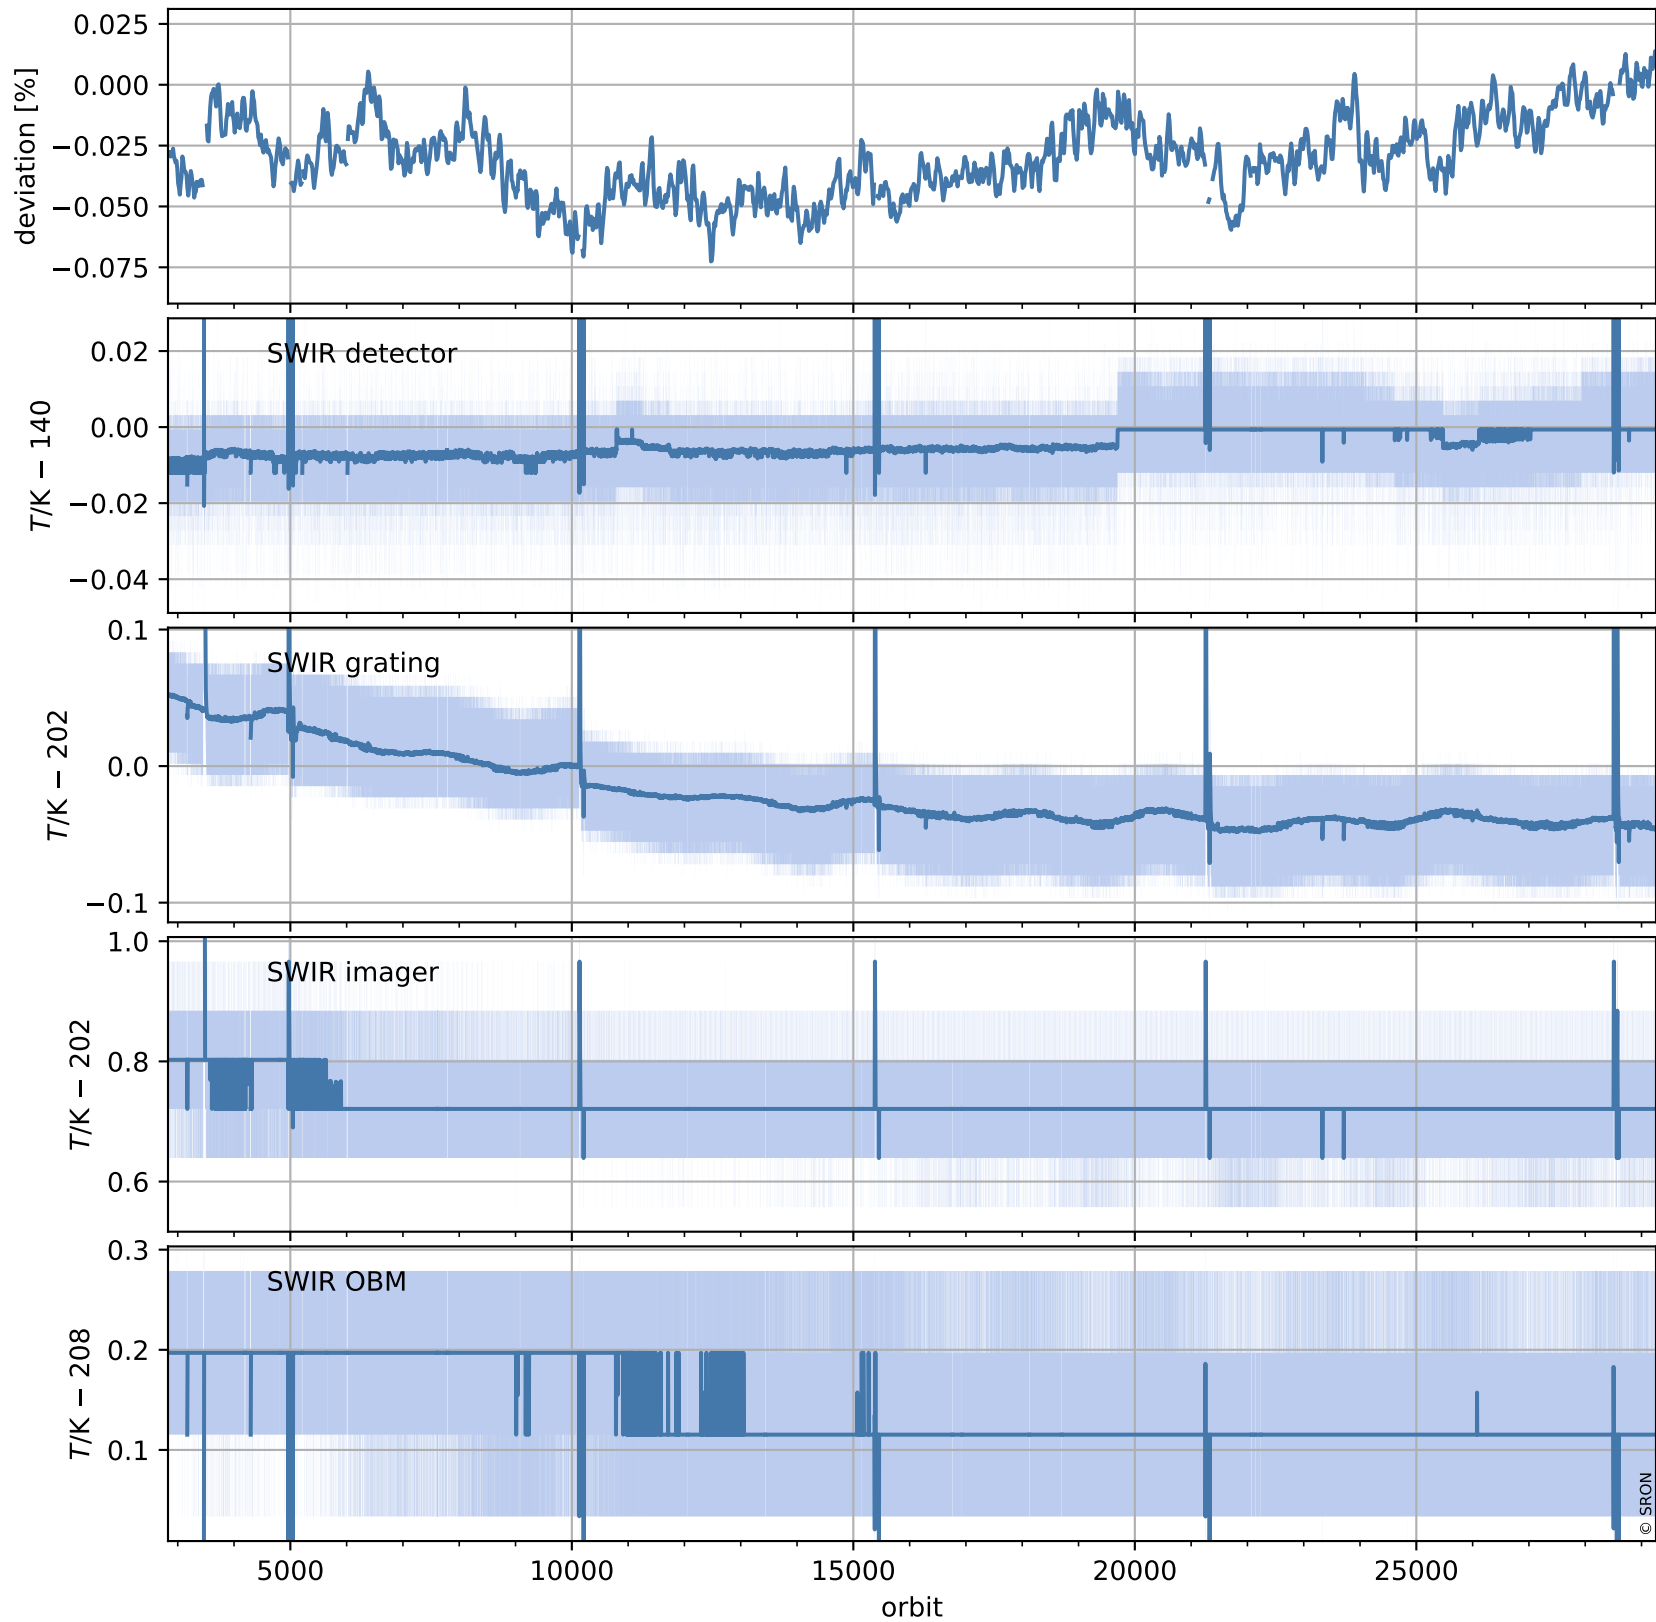 0.025
0.000
−0.025
−0.050
−0.075
deviation [%]
SWIR detector
0.02
0.00
−0.02
−0.04
T/K − 140
SWIR grating
0.1
0.0
−0.1
T/K − 202
SWIR imager
1.0
0.8
0.6
T/K − 202
SWIR OBM
0.3
0.2
0.1
T/K − 208
© SRON
5000 10000 15000 20000 25000
orbit